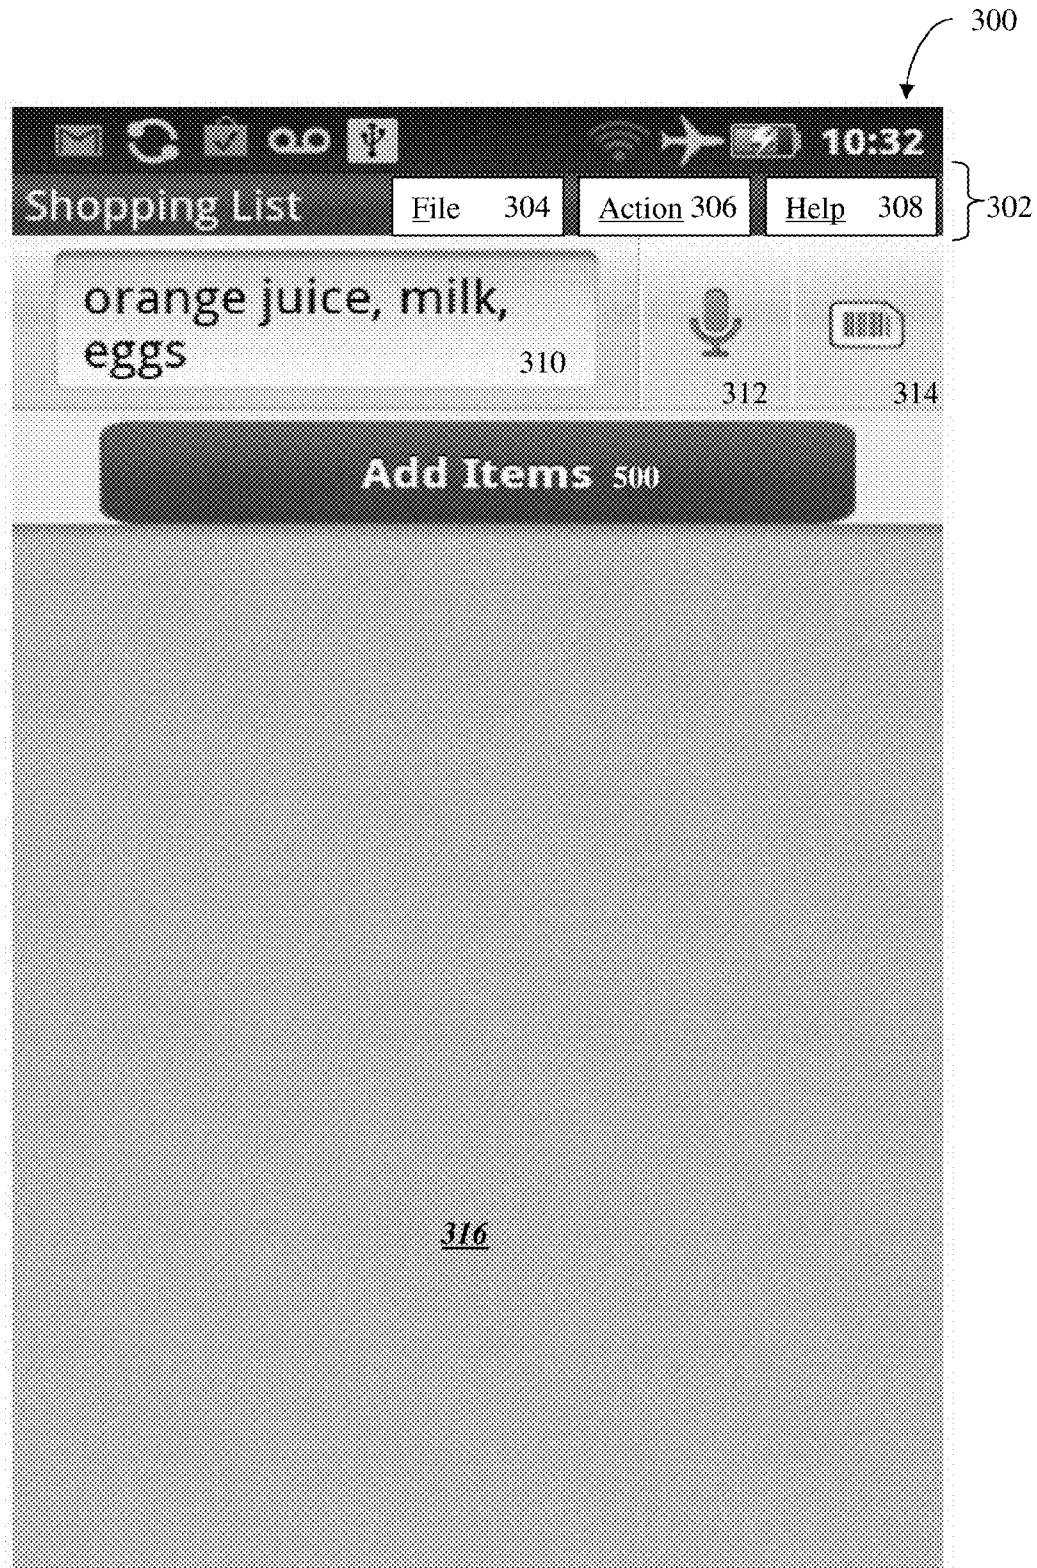 300
10:32
Shopping List File 304 Action 306 Help 308 302
orange juice, milk,
eggs 310
312 314
Add Items 500
316